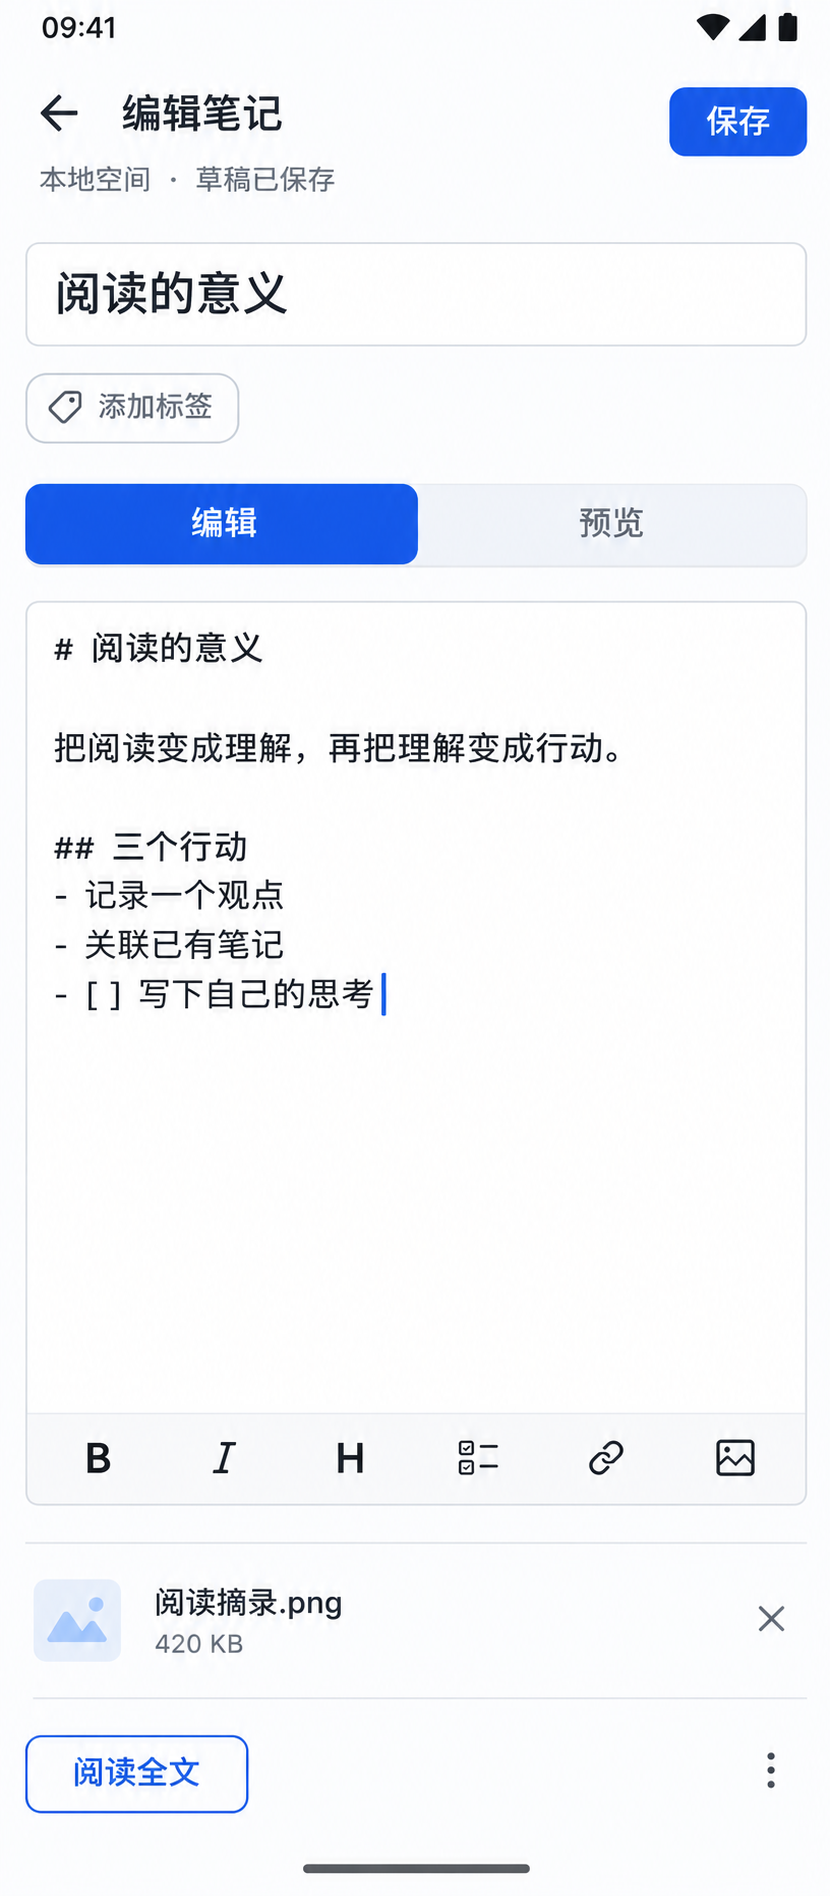 09:41
编辑笔记
保存
本地空间 · 草稿已保存
阅读的意义
添加标签
编辑
预览
# 阅读的意义
把阅读变成理解，再把理解变成行动。
## 三个行动
- 记录一个观点
- 关联已有笔记
- [ ] 写下自己的思考
B I H
阅读摘录.png
420 KB
阅读全文